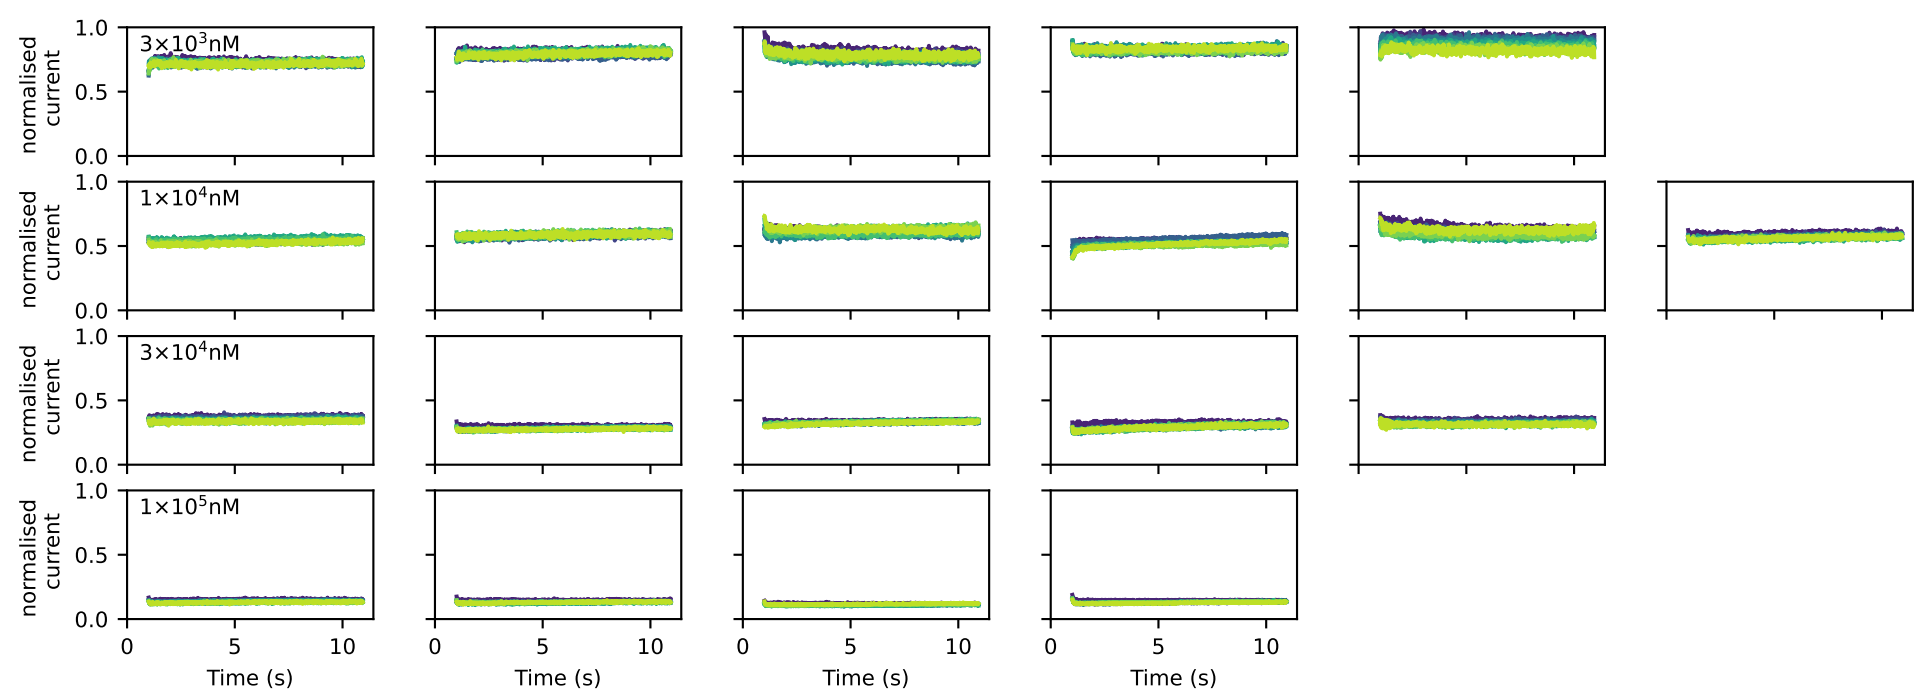 normalised
current
1.0
0.5
0.0
3×10³nM
normalised
current
1.0
0.5
0.0
1×10⁴nM
normalised
current
1.0
0.5
0.0
3×10⁴nM
normalised
current
1.0
0.5
0.0
1×10⁵nM
0 5 10 0 5 10 0 5 10 0 5 10
Time (s) Time (s) Time (s) Time (s)